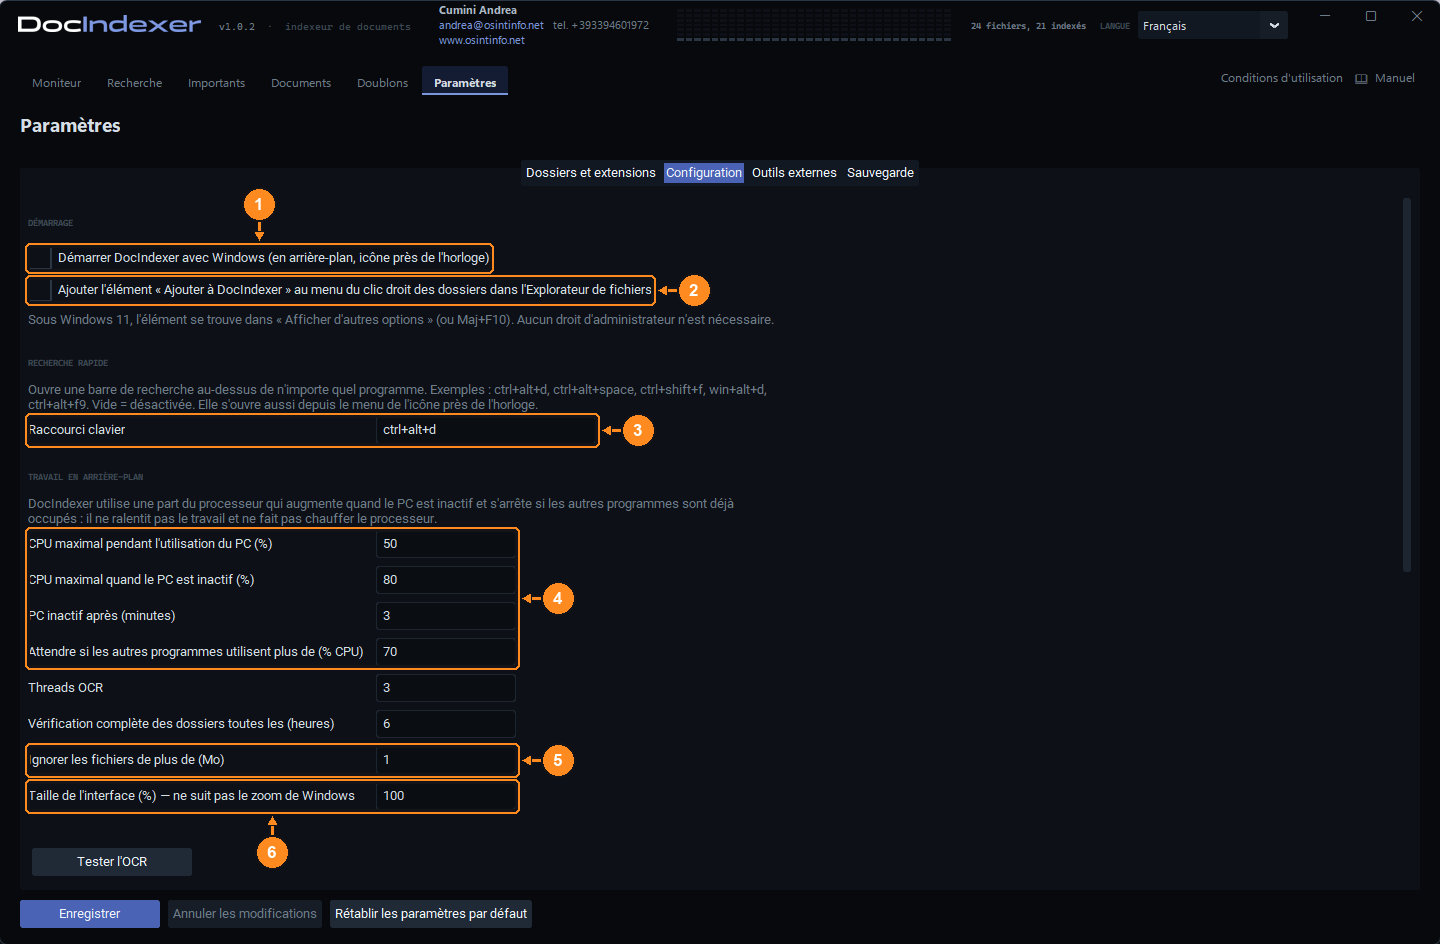 DocIndexer v1.0.2 · indexeur de documents
Cumini Andrea
andrea@osintinfo.net tel. +393394601972
www.osintinfo.net
24 fichiers, 21 indexés
LANGUE Français
Moniteur Recherche Importants Documents Doublons Paramètres
Conditions d'utilisation Manuel
Paramètres
Dossiers et extensions Configuration Outils externes Sauvegarde
1
DÉMARRAGE
Démarrer DocIndexer avec Windows (en arrière-plan, icône près de l'horloge)
Ajouter l'élément « Ajouter à DocIndexer » au menu du clic droit des dossiers dans l'Explorateur de fichiers
2
Sous Windows 11, l'élément se trouve dans « Afficher d'autres options » (ou Maj+F10). Aucun droit d'administrateur n'est nécessaire.
RECHERCHE RAPIDE
Ouvre une barre de recherche au-dessus de n'importe quel programme. Exemples : ctrl+alt+d, ctrl+alt+space, ctrl+shift+f, win+alt+d,
ctrl+alt+f9. Vide = désactivée. Elle s'ouvre aussi depuis le menu de l'icône près de l'horloge.
Raccourci clavier ctrl+alt+d
3
TRAVAIL EN ARRIÈRE-PLAN
DocIndexer utilise une part du processeur qui augmente quand le PC est inactif et s'arrête si les autres programmes sont déjà
occupés : il ne ralentit pas le travail et ne fait pas chauffer le processeur.
CPU maximal pendant l'utilisation du PC (%) 50
CPU maximal quand le PC est inactif (%) 80
4
PC inactif après (minutes) 3
Attendre si les autres programmes utilisent plus de (% CPU) 70
Threads OCR 3
Vérification complète des dossiers toutes les (heures) 6
Ignorer les fichiers de plus de (Mo) 1
5
Taille de l'interface (%) — ne suit pas le zoom de Windows 100
6
Tester l'OCR
Enregistrer Annuler les modifications Rétablir les paramètres par défaut